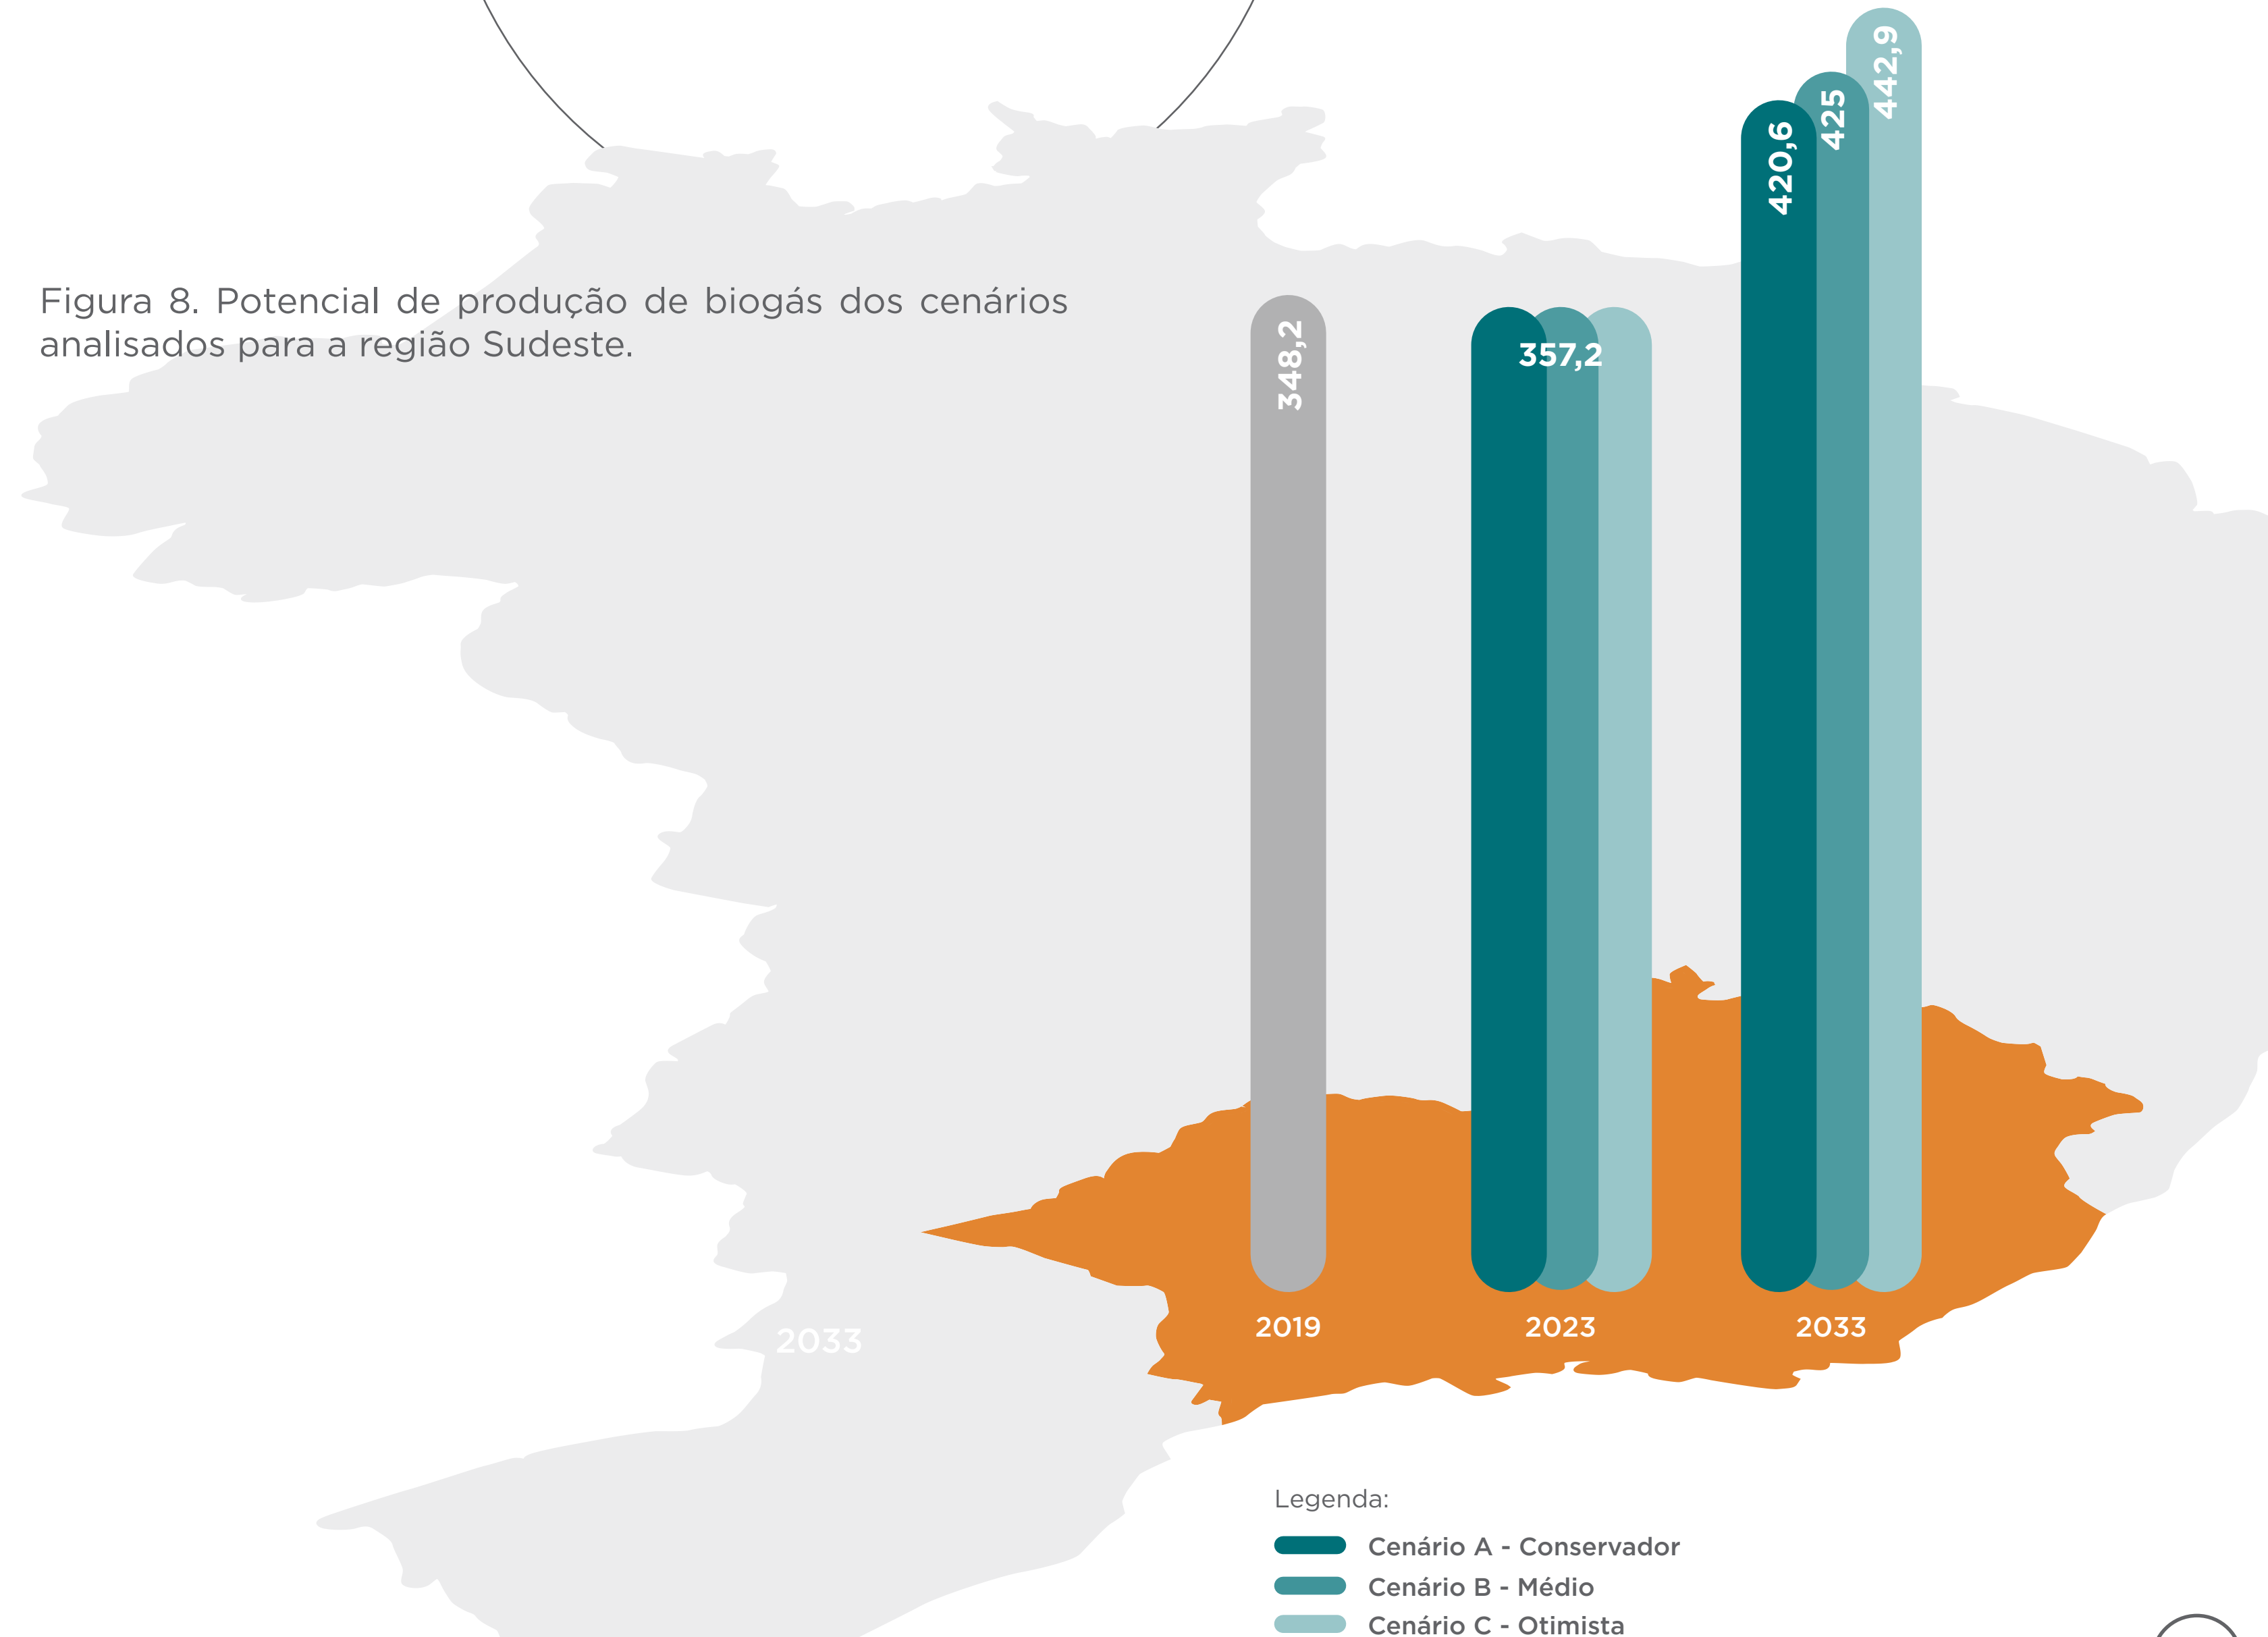 Figura 8. Potencial de produção de biogás dos cenários
analisados para a região Sudeste.
348,2
357,2
420,6
425
442,9
2019
2023
2033
2033
Legenda:
Cenário A - Conservador
Cenário B - Médio
Cenário C - Otimista